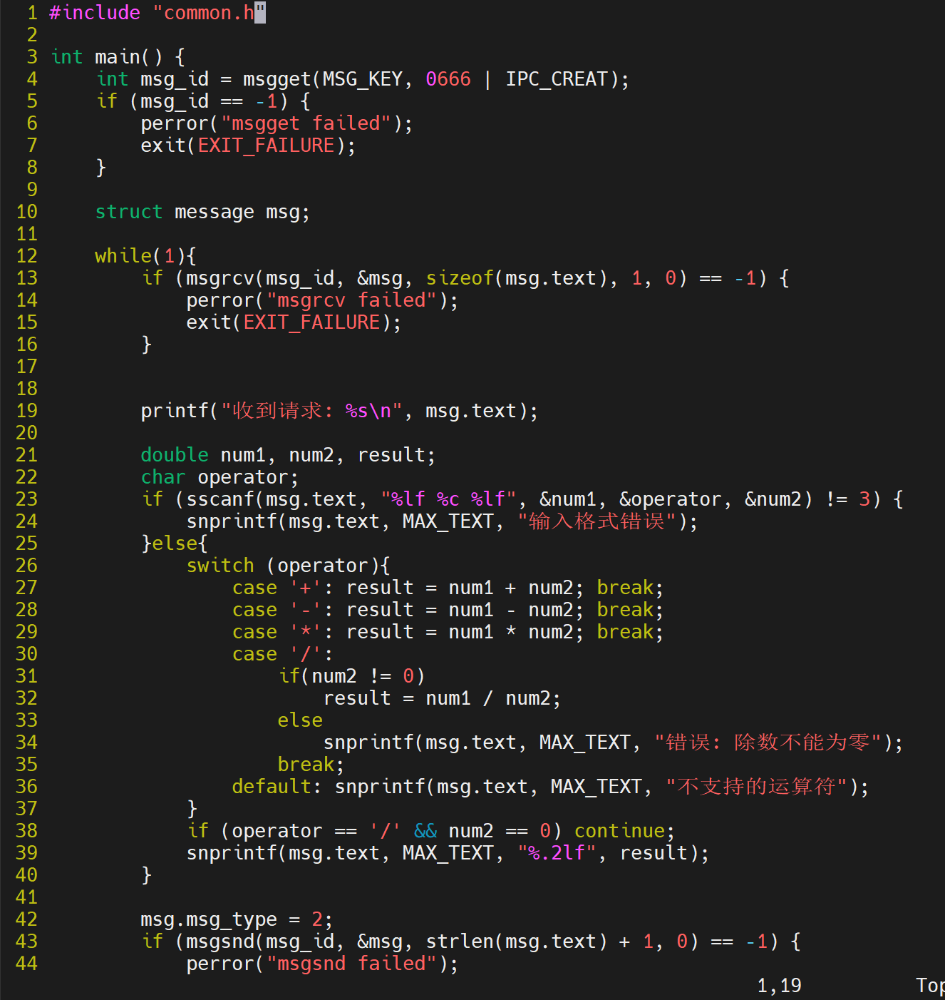 1 #include "common.h"
2
3 int main() {
4     int msg_id = msgget(MSG_KEY, 0666 | IPC_CREAT);
5     if (msg_id == -1) {
6         perror("msgget failed");
7         exit(EXIT_FAILURE);
8     }
9
10     struct message msg;
11
12     while(1){
13         if (msgrcv(msg_id, &msg, sizeof(msg.text), 1, 0) == -1) {
14             perror("msgrcv failed");
15             exit(EXIT_FAILURE);
16         }
17
18
19         printf("收到请求: %s\n", msg.text);
20
21         double num1, num2, result;
22         char operator;
23         if (sscanf(msg.text, "%lf %c %lf", &num1, &operator, &num2) != 3) {
24             snprintf(msg.text, MAX_TEXT, "输入格式错误");
25         }else{
26             switch (operator){
27                 case '+': result = num1 + num2; break;
28                 case '-': result = num1 - num2; break;
29                 case '*': result = num1 * num2; break;
30                 case '/':
31                     if(num2 != 0)
32                         result = num1 / num2;
33                     else
34                         snprintf(msg.text, MAX_TEXT, "错误: 除数不能为零");
35                     break;
36                 default: snprintf(msg.text, MAX_TEXT, "不支持的运算符");
37             }
38             if (operator == '/' && num2 == 0) continue;
39             snprintf(msg.text, MAX_TEXT, "%.2lf", result);
40         }
41
42         msg.msg_type = 2;
43         if (msgsnd(msg_id, &msg, strlen(msg.text) + 1, 0) == -1) {
44             perror("msgsnd failed");
1,19 Top